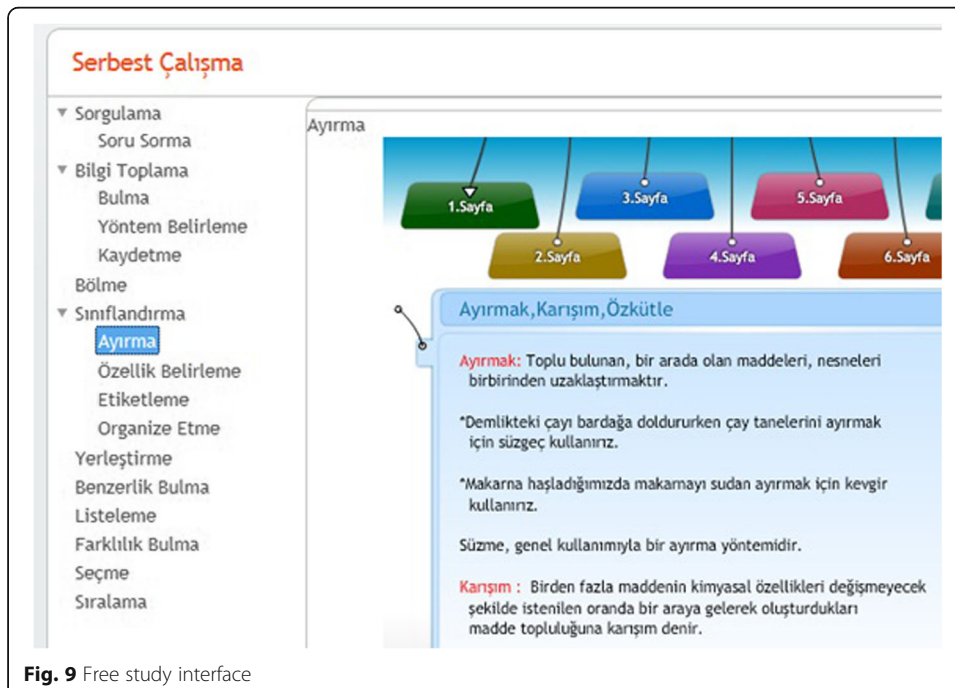 Serbest Çalışma
Sorgulama
Soru Sorma
Bilgi Toplama
Bulma
Yöntem Belirleme
Kaydetme
Bölme
Sınıflandırma
Ayırma
Özellik Belirleme
Etiketleme
Organize Etme
Yerleştirme
Benzerlik Bulma
Listeleme
Farklılık Bulma
Seçme
Sıralama
Ayırma
1.Sayfa
3.Sayfa
5.Sayfa
2.Sayfa
4.Sayfa
6.Sayfa
Ayırmak,Karışım,Özkütle
Ayırmak: Toplu bulunan, bir arada olan maddeleri, nesneleri
birbirinden uzaklaştırmaktır.
*Demlikteki çayı bardağa doldururken çay tanelerini ayırmak
için süzgeç kullanırız.
*Makarna haşladığımızda makarnayı sudan ayırmak için kevgir
kullanırız.
Süzme, genel kullanımıyla bir ayırma yöntemidir.
Karışım : Birden fazla maddenin kimyasal özellikleri değişmeyecek
şekilde istenilen oranda bir araya gelerek oluşturdukları
madde topluluğuna karışım denir.
Fig. 9 Free study interface